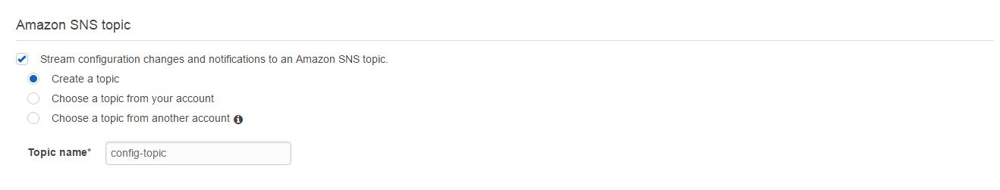 Amazon SNS topic
Stream configuration changes and notifications to an Amazon SNS topic.
Create a topic
Choose a topic from your account
Choose a topic from another account
Topic name* config-topic